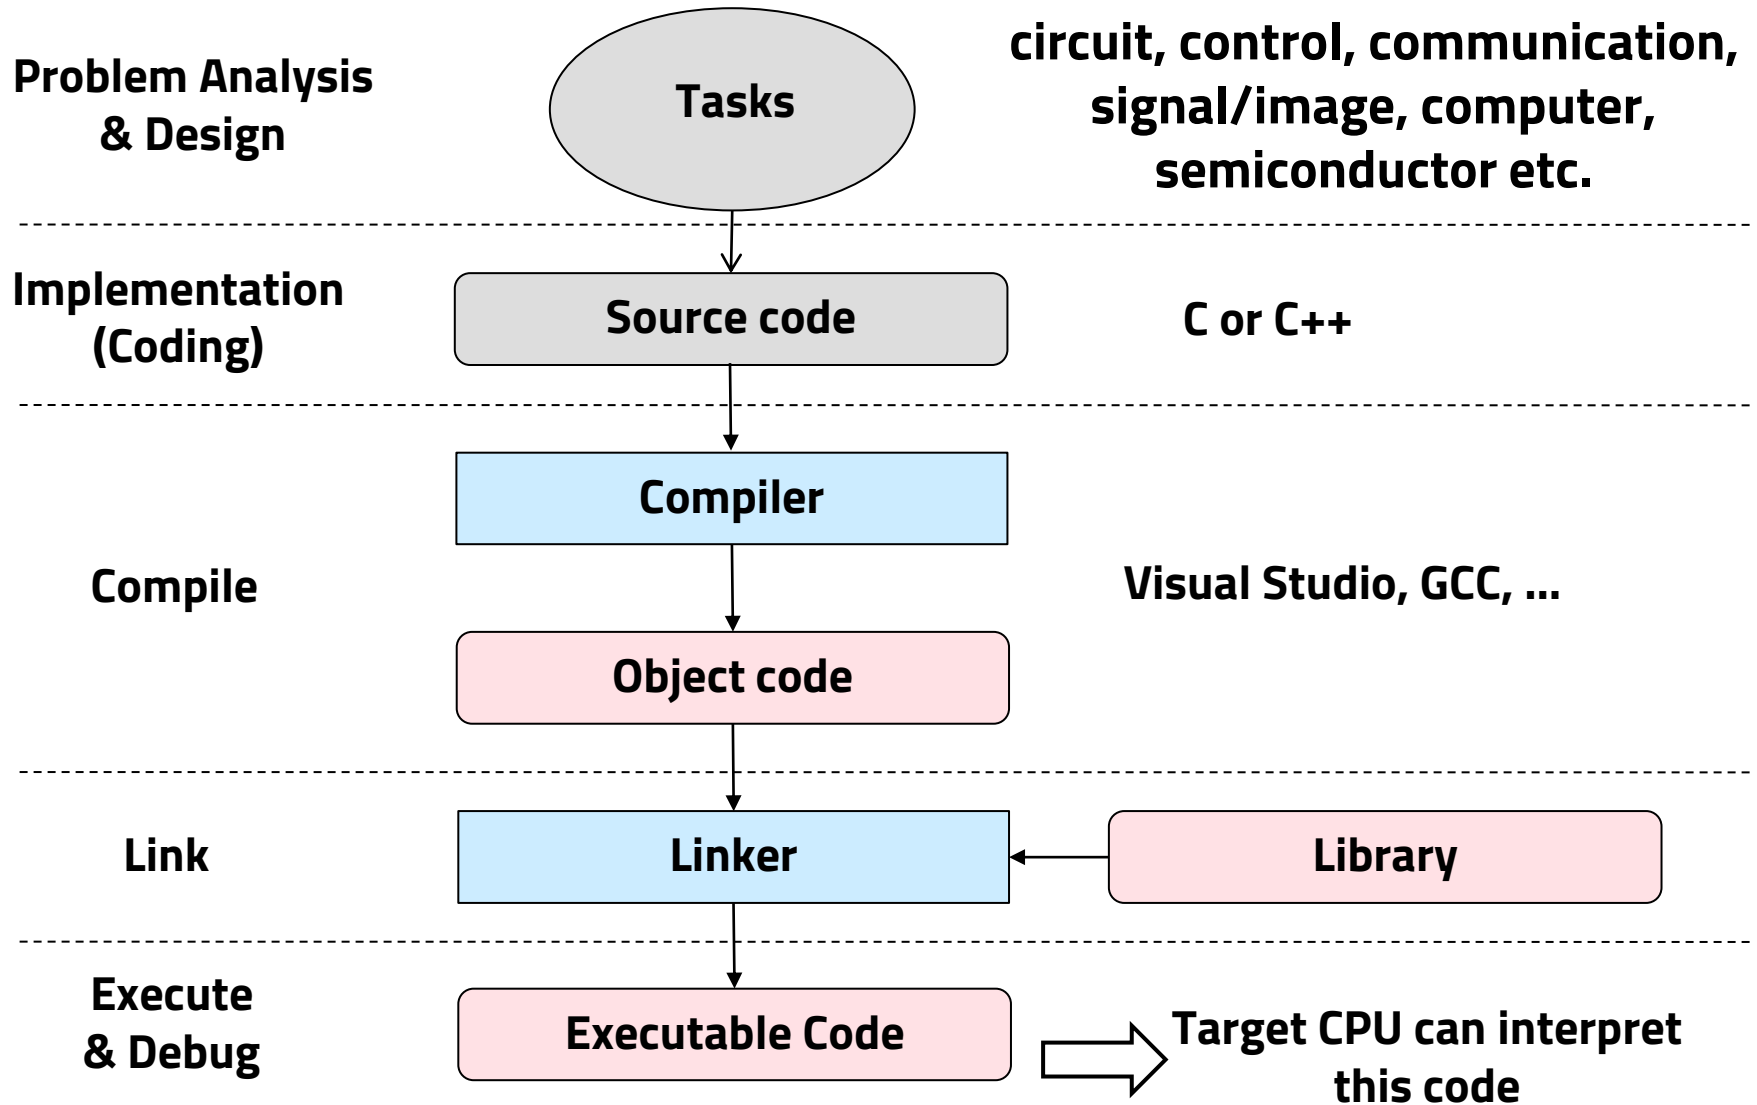 Problem Analysis
& Design
Tasks
circuit, control, communication,
signal/image, computer,
semiconductor etc.
Implementation
(Coding)
Source code
C or C++
Compiler
Compile
Visual Studio, GCC, ...
Object code
Link
Linker
Library
Execute
& Debug
Executable Code
Target CPU can interpret
this code